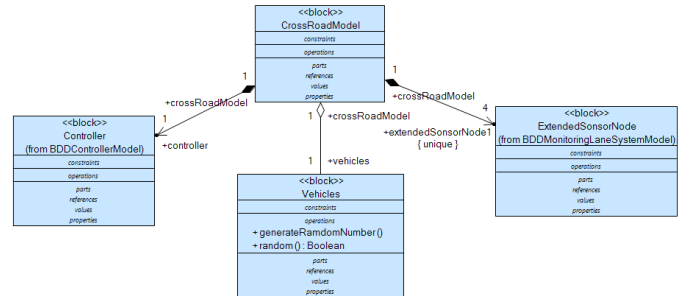 <<block>>
CrossRoadModel
constraints
operations
parts
references
values
properties
1
+crossRoadModel
1
+controller
<<block>>
Controller
(from BDDControllerModel)
constraints
operations
parts
references
values
properties
+crossRoadModel
1
+vehicles
<<block>>
Vehicles
constraints
operations
+ generateRamdomNumber()
+ random() : Boolean
parts
references
values
properties
1
+crossRoadModel
4
+extendedSonsorNode1
{ unique }
<<block>>
ExtendedSonsorNode
(from BDDMonitoringLaneSystemModel)
constraints
operations
parts
references
values
properties
1